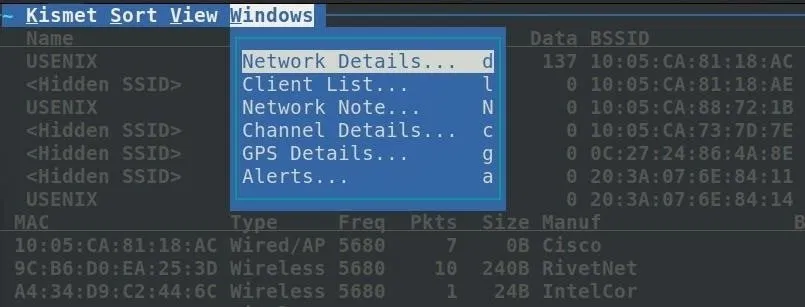 ~ Kismet Sort View Windows
Name Data BSSID
USENIX Network Details... d 137 10:05:CA:81:18:AC
<Hidden SSID> Client List... l 0 10:05:CA:81:18:AE
USENIX Network Note... N 0 10:05:CA:88:72:1B
<Hidden SSID> Channel Details... c 0 10:05:CA:73:7D:7E
<Hidden SSID> GPS Details... g 0 0C:27:24:86:4A:8E
<Hidden SSID> Alerts... a 0 20:3A:07:6E:84:11
USENIX 0 20:3A:07:6E:84:14
MAC Type Freq Pkts Size Manuf B
10:05:CA:81:18:AC Wired/AP 5680 7 0B Cisco
9C:B6:D0:EA:25:3D Wireless 5680 10 240B RivetNet
A4:34:D9:C2:44:6C Wireless 5680 1 24B IntelCor